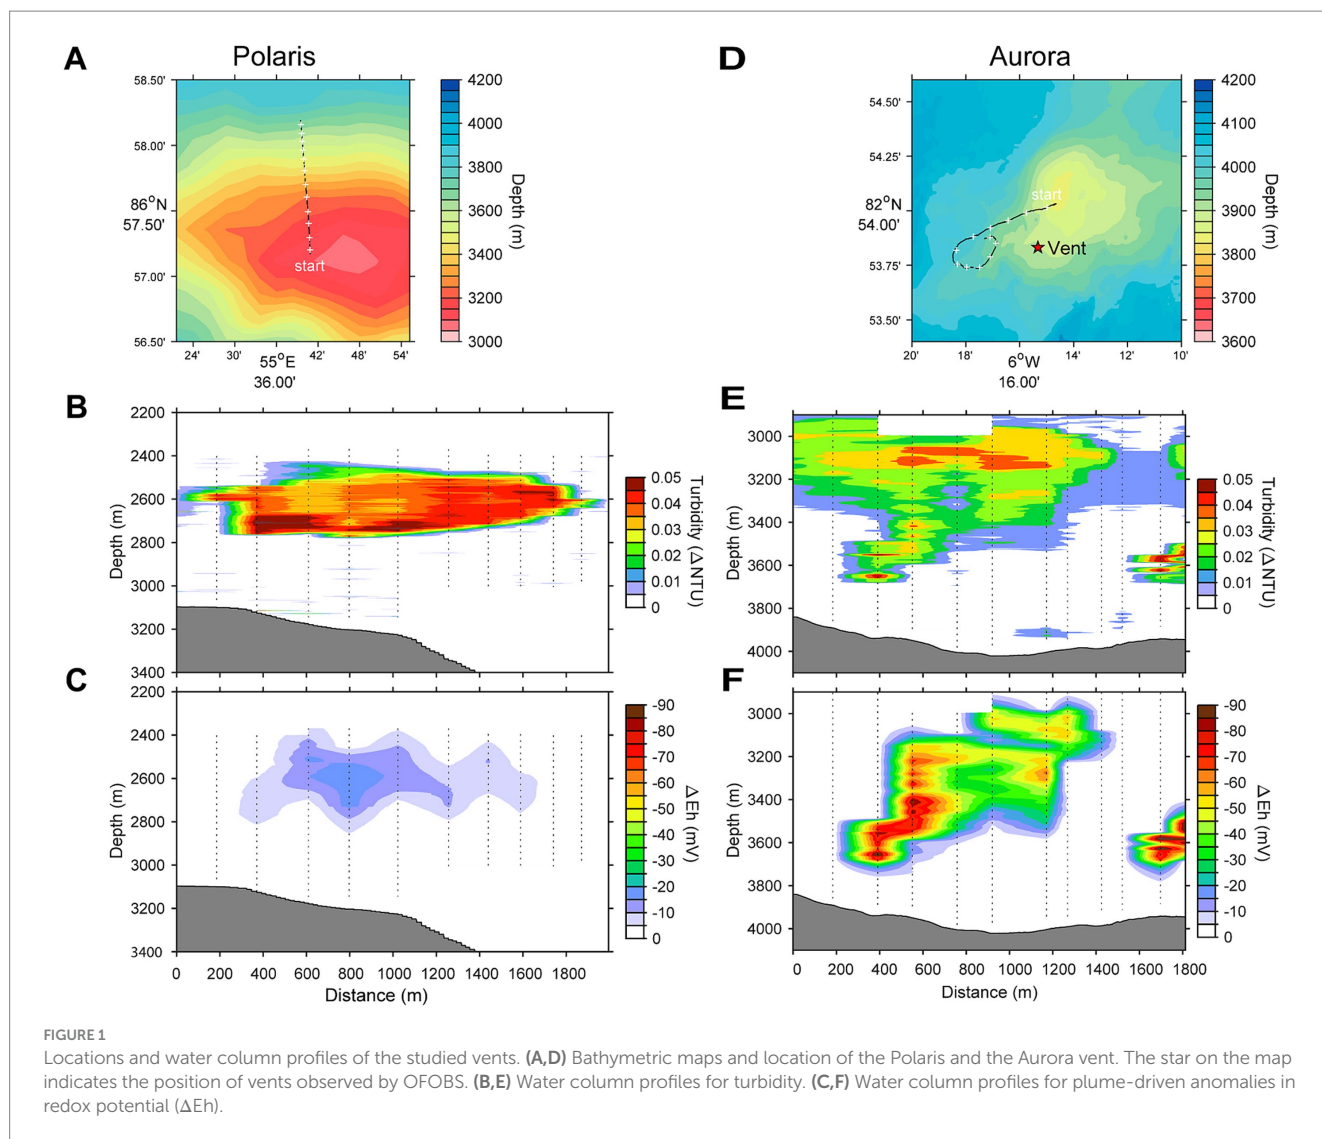 A
Polaris
58.50'
58.00'
86°N
57.50'
57.00'
56.50'
start
24'
30'
55°E
36.00'
42'
48'
54'
4200
4000
3800
3600
3400
3200
3000
Depth (m)
D
Aurora
54.50'
54.25'
82°N
54.00'
53.75'
53.50'
start
Vent
20'
18'
6°W
16.00'
14'
12'
10'
4200
4100
4000
3900
3800
3700
3600
Depth (m)
B
2200
2400
2600
2800
3000
3200
3400
Depth (m)
0.05
0.04
0.03
0.02
0.01
0
Turbidity (ΔNTU)
E
3000
3200
3400
3600
3800
4000
Depth (m)
0.05
0.04
0.03
0.02
0.01
0
Turbidity (ΔNTU)
C
2200
2400
2600
2800
3000
3200
3400
Depth (m)
0 200 400 600 800 1000 1200 1400 1600 1800
Distance (m)
-90
-80
-70
-60
-50
-40
-30
-20
-10
0
ΔEh (mV)
F
3000
3200
3400
3600
3800
4000
Depth (m)
0 200 400 600 800 1000 1200 1400 1600 1800
Distance (m)
-90
-80
-70
-60
-50
-40
-30
-20
-10
0
ΔEh (mV)
FIGURE 1
Locations and water column profiles of the studied vents. (A,D) Bathymetric maps and location of the Polaris and the Aurora vent. The star on the map
indicates the position of vents observed by OFOBS. (B,E) Water column profiles for turbidity. (C,F) Water column profiles for plume-driven anomalies in
redox potential (ΔEh).